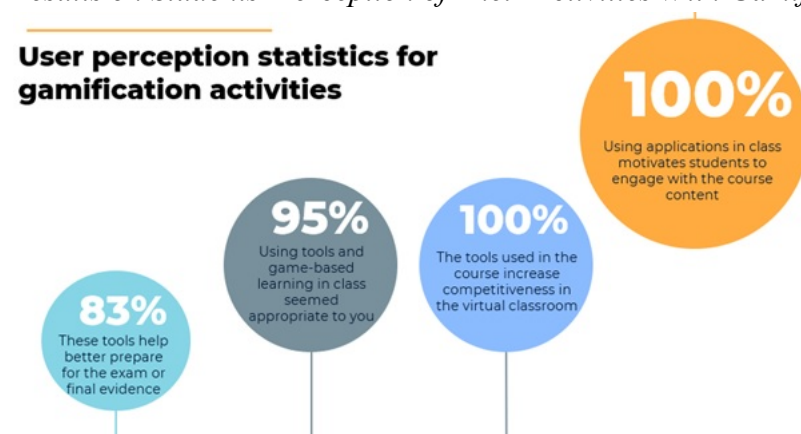 User perception statistics for
gamification activities
100%
Using applications in class
motivates students to
engage with the course
content
95%
Using tools and
game-based
learning in class
seemed
appropriate to you
100%
The tools used in the
course increase
competitiveness in
the virtual classroom
83%
These tools help
better prepare
for the exam or
final evidence